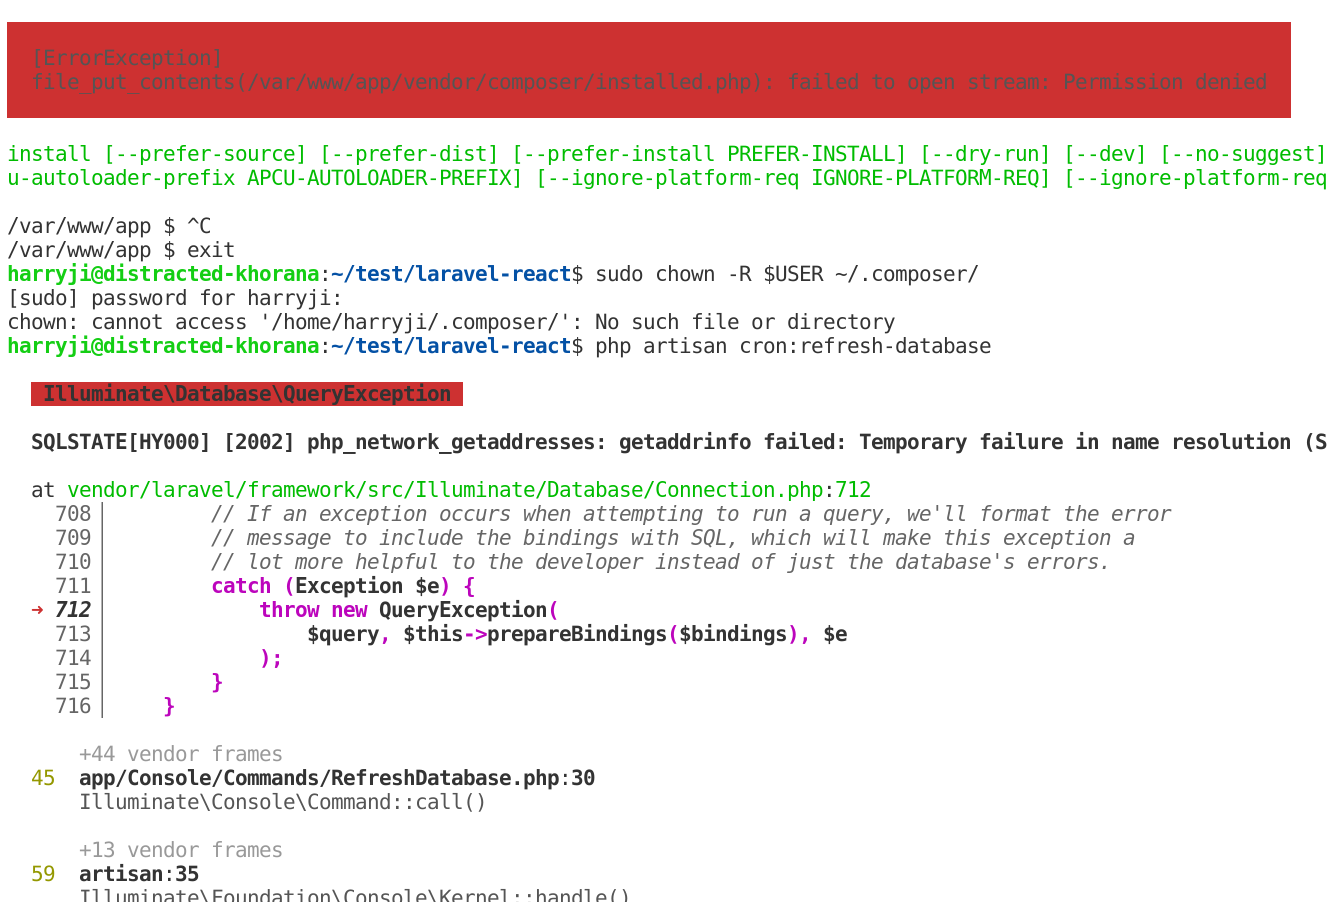 [ErrorException]
file_put_contents(/var/www/app/vendor/composer/installed.php): failed to open stream: Permission denied
install [--prefer-source] [--prefer-dist] [--prefer-install PREFER-INSTALL] [--dry-run] [--dev] [--no-suggest]
u-autoloader-prefix APCU-AUTOLOADER-PREFIX] [--ignore-platform-req IGNORE-PLATFORM-REQ] [--ignore-platform-req
/var/www/app $ ^C
/var/www/app $ exit
harryji@distracted-khorana:~/test/laravel-react$ sudo chown -R $USER ~/.composer/
[sudo] password for harryji:
chown: cannot access '/home/harryji/.composer/': No such file or directory
harryji@distracted-khorana:~/test/laravel-react$ php artisan cron:refresh-database
Illuminate\Database\QueryException
SQLSTATE[HY000] [2002] php_network_getaddresses: getaddrinfo failed: Temporary failure in name resolution (S
at vendor/laravel/framework/src/Illuminate/Database/Connection.php:712
708| // If an exception occurs when attempting to run a query, we'll format the error
709| // message to include the bindings with SQL, which will make this exception a
710| // lot more helpful to the developer instead of just the database's errors.
711| catch (Exception $e) {
➜ 712| throw new QueryException(
713| $query, $this->prepareBindings($bindings), $e
714| );
715| }
716| }
+44 vendor frames
45 app/Console/Commands/RefreshDatabase.php:30
Illuminate\Console\Command::call()
+13 vendor frames
59 artisan:35
Illuminate\Foundation\Console\Kernel::handle()